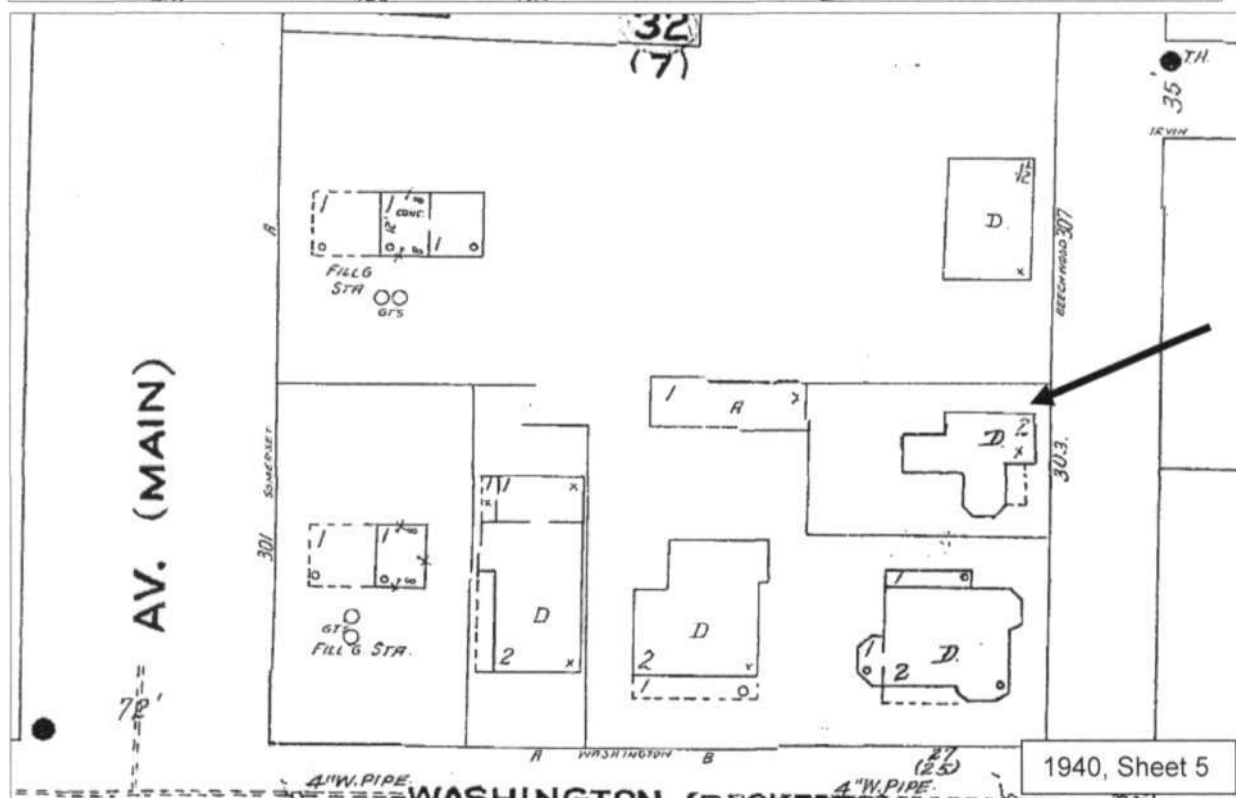 32
(7)
T.H.
35'
IRVIN
1
1
CONC.
12'
1
FILL'G
STA
GTS
A
1½
D
X
BEECHWOOD 307
AV. (MAIN)
SOMERSET
301
1
A
X
D.
2
X
303.
1
1
GTS
FILL'G STA.
1
1
X
X
D
2
X
D
2
X
1
1
D.
1
2
72'
A WASHINGTON B
27
(25)
1940, Sheet 5
4" W. PIPE.
4" W. PIPE.
WASHINGTON